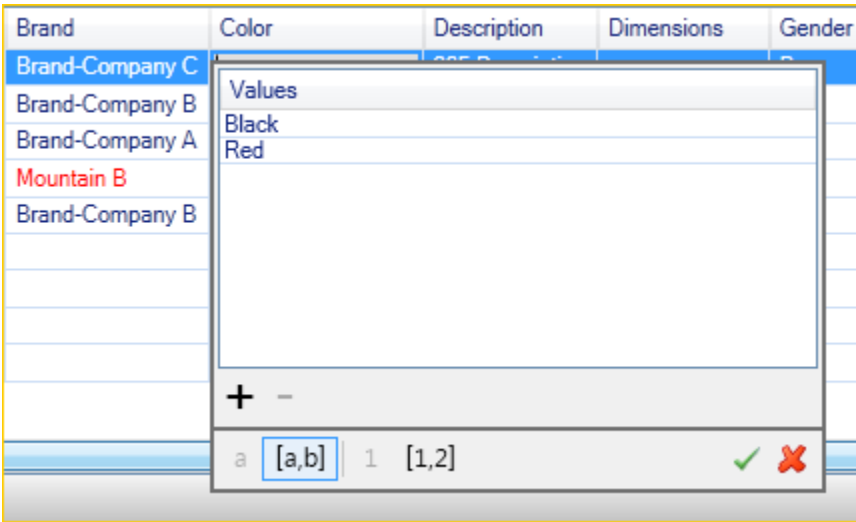 Brand Color Description Dimensions Gender
Brand-Company C
Values
Brand-Company B
Black
Brand-Company A
Red
Mountain B
Brand-Company B
+ −
a [a,b] 1 [1,2]